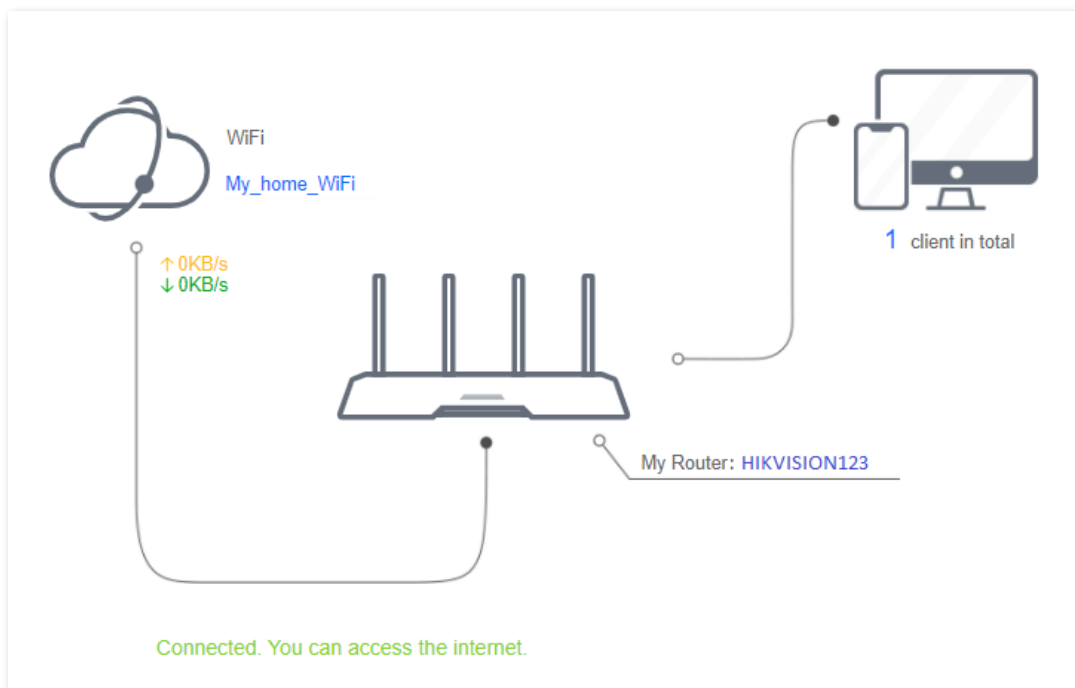 WiFi
My_home_WiFi
↑ 0KB/s
↓ 0KB/s
1 client in total
My Router: HIKVISION123
Connected. You can access the internet.